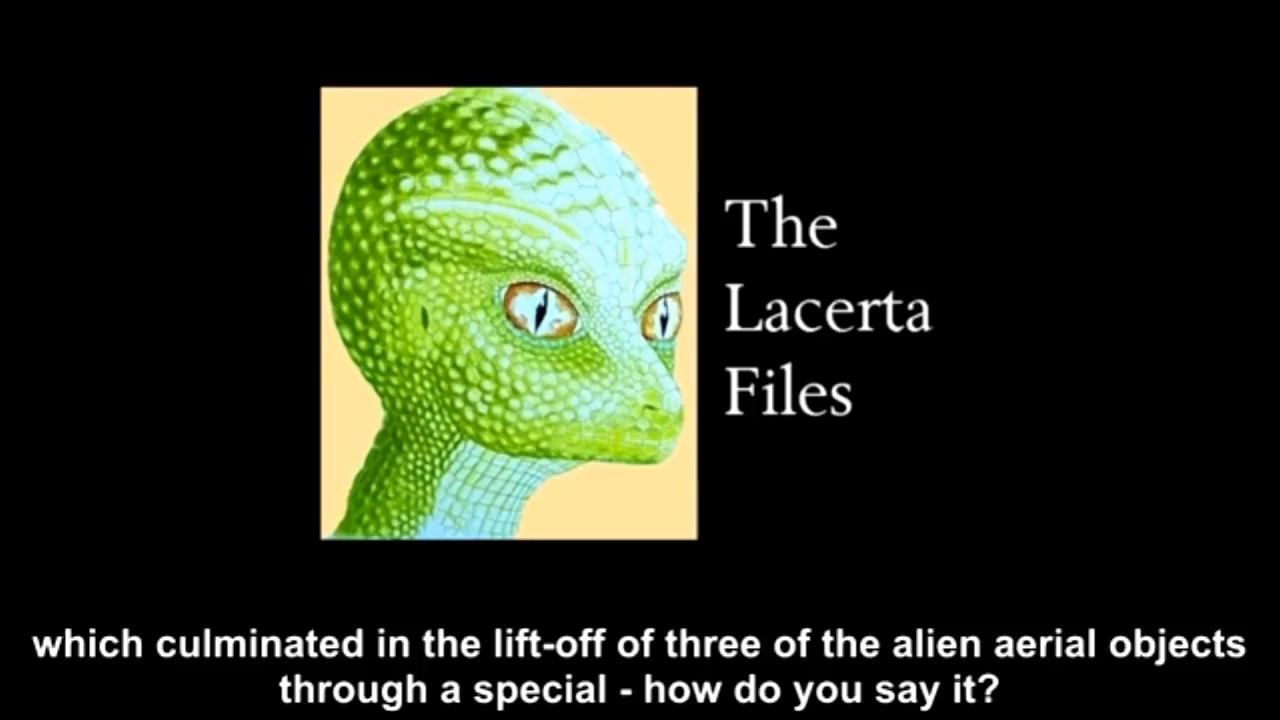 The
Lacerta
Files
which culminated in the lift-off of three of the alien aerial objects
through a special - how do you say it?